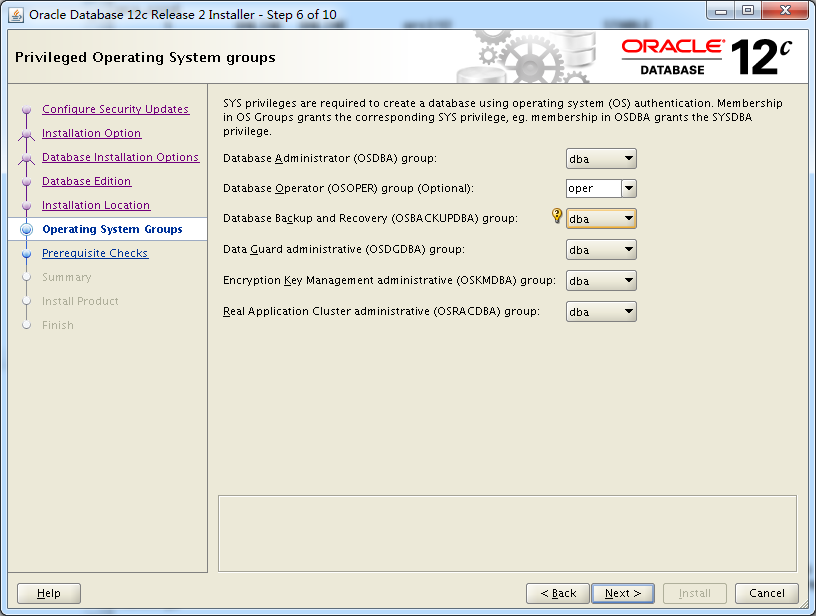 Oracle Database 12c Release 2 Installer - Step 6 of 10
Privileged Operating System groups
ORACLE
DATABASE
12c
Configure Security Updates
Installation Option
Database Installation Options
Database Edition
Installation Location
Operating System Groups
Prerequisite Checks
Summary
Install Product
Finish
SYS privileges are required to create a database using operating system (OS) authentication. Membership
in OS Groups grants the corresponding SYS privilege, eg. membership in OSDBA grants the SYSDBA
privilege.
Database Administrator (OSDBA) group: dba
Database Operator (OSOPER) group (Optional): oper
Database Backup and Recovery (OSBACKUPDBA) group: dba
Data Guard administrative (OSDGDBA) group: dba
Encryption Key Management administrative (OSKMDBA) group: dba
Real Application Cluster administrative (OSRACDBA) group: dba
Help
< Back
Next >
Install
Cancel